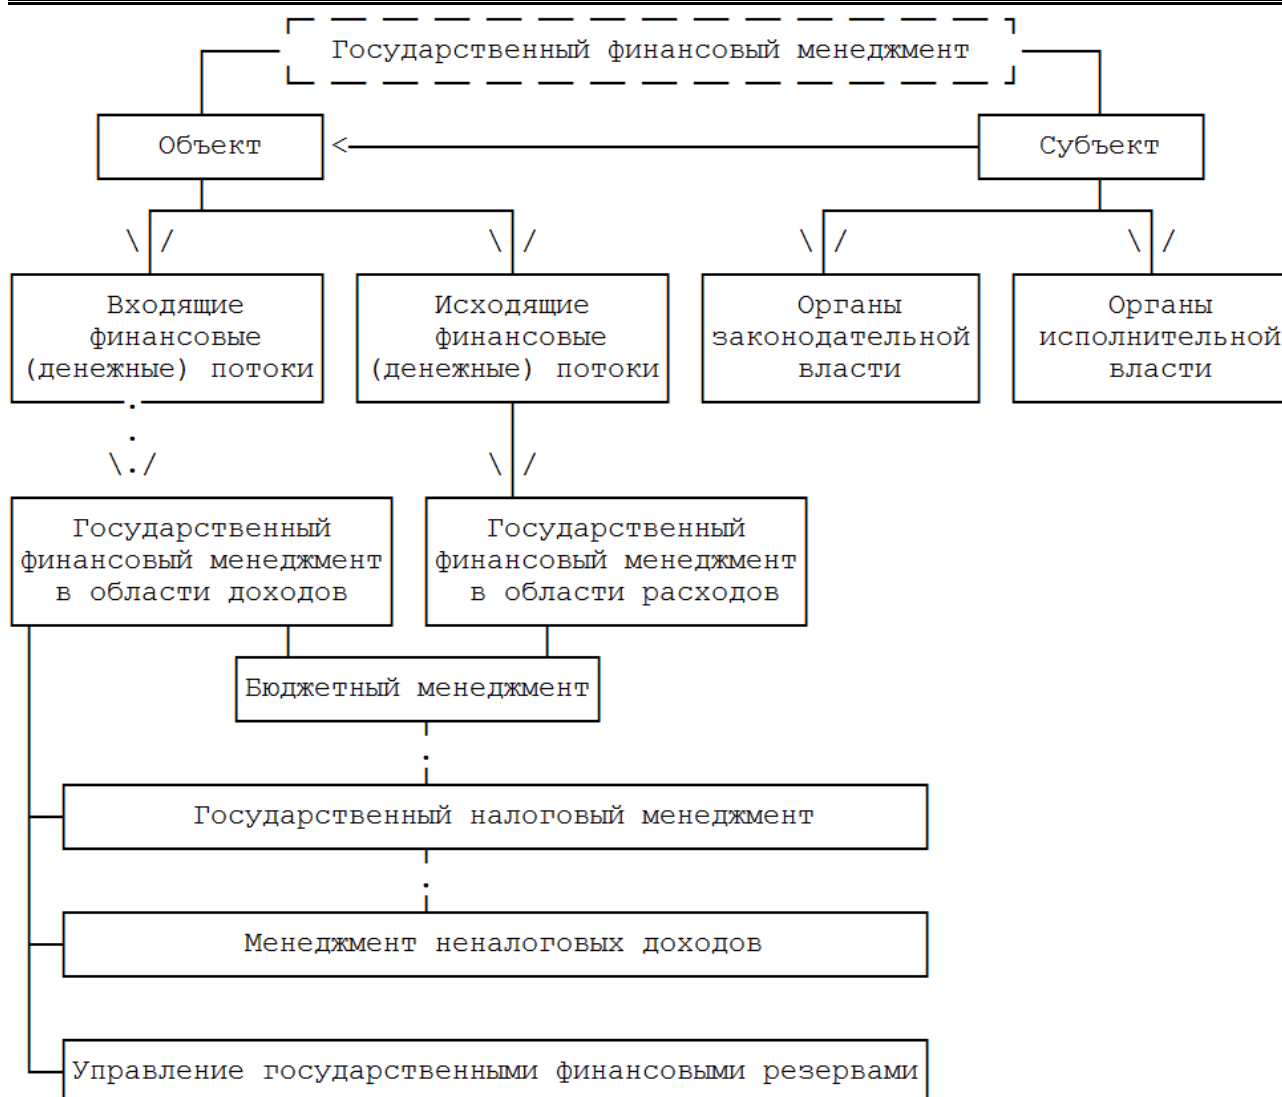 Государственный финансовый менеджмент
Объект
Субъект
Входящие
финансовые
(денежные) потоки
Исходящие
финансовые
(денежные) потоки
Органы
законодательной
власти
Органы
исполнительной
власти
Государственный
финансовый менеджмент
в области доходов
Государственный
финансовый менеджмент
в области расходов
Бюджетный менеджмент
Государственный налоговый менеджмент
Менеджмент неналоговых доходов
Управление государственными финансовыми резервами